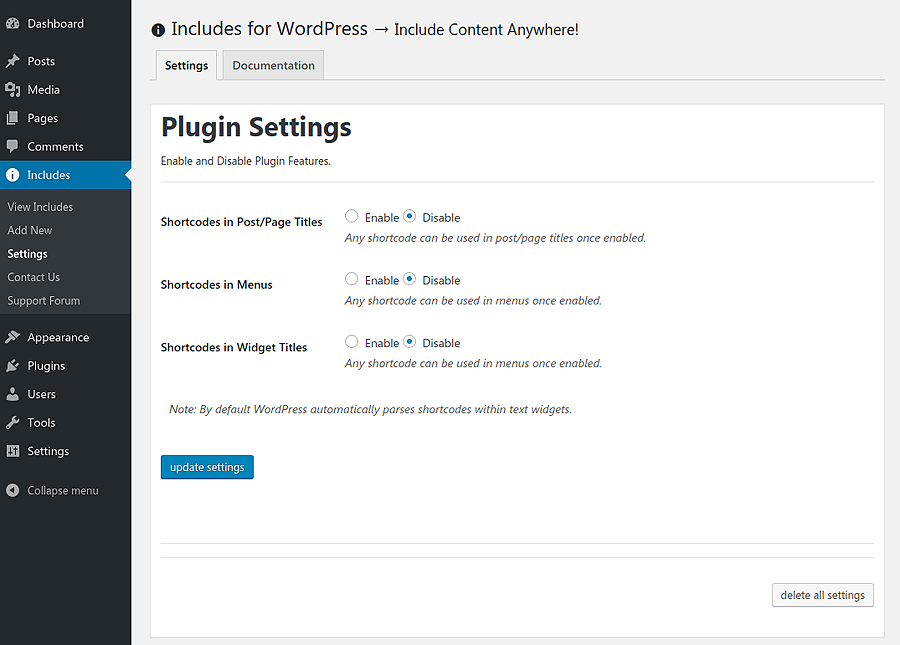 Dashboard
Posts
Media
Pages
Comments
Includes
View Includes
Add New
Settings
Contact Us
Support Forum
Appearance
Plugins
Users
Tools
Settings
Collapse menu
Includes for WordPress → Include Content Anywhere!
Settings Documentation
Plugin Settings
Enable and Disable Plugin Features.
Shortcodes in Post/Page Titles Enable Disable
Any shortcode can be used in post/page titles once enabled.
Shortcodes in Menus Enable Disable
Any shortcode can be used in menus once enabled.
Shortcodes in Widget Titles Enable Disable
Any shortcode can be used in menus once enabled.
Note: By default WordPress automatically parses shortcodes within text widgets.
update settings
delete all settings